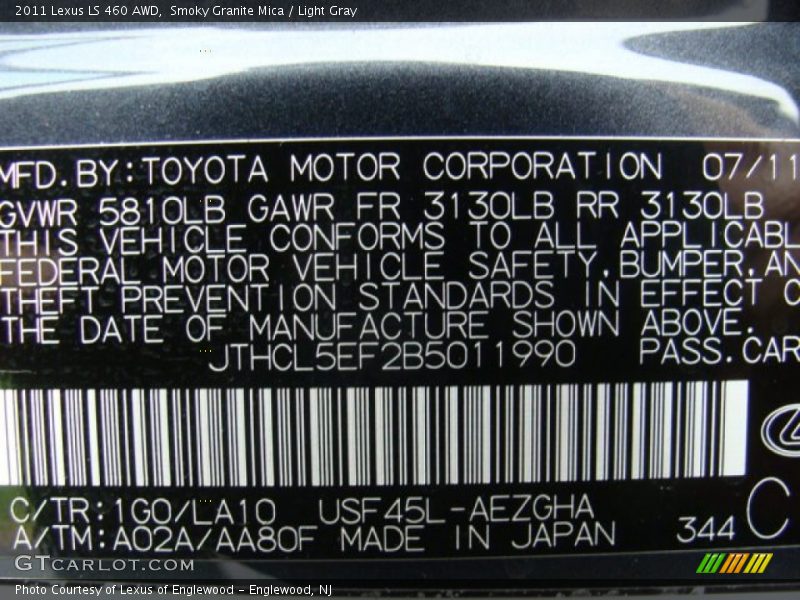 2011 Lexus LS 460 AWD, Smoky Granite Mica / Light Gray
MFD.BY:TOYOTA MOTOR CORPORATION 07/11
GVWR 5810LB GAWR FR 3130LB RR 3130LB
THIS VEHICLE CONFORMS TO ALL APPLICABL
FEDERAL MOTOR VEHICLE SAFETY.BUMPER.AN
THEFT PREVENTION STANDARDS IN EFFECT C
THE DATE OF MANUFACTURE SHOWN ABOVE.
JTHCL5EF2B5011990 PASS.CAR
C/TR:1G0/LA10 USF45L-AEZGHA
A/TM:A02A/AA80F MADE IN JAPAN 344 C
GTCARLOT.COM
Photo Courtesy of Lexus of Englewood - Englewood, NJ